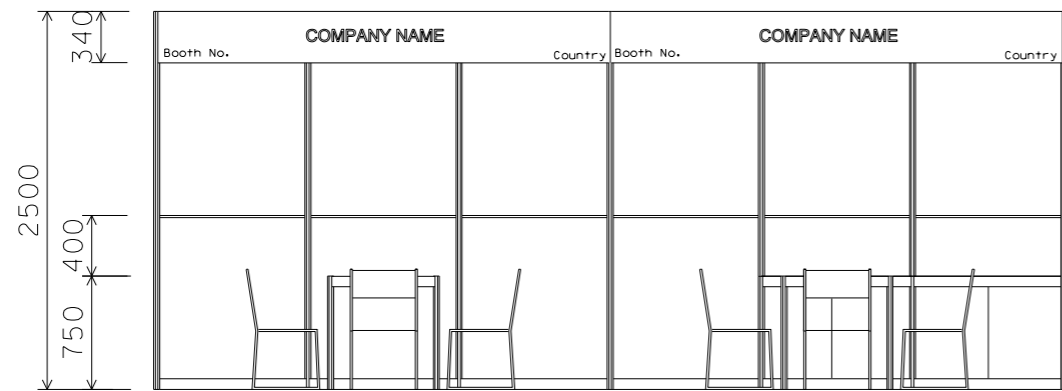 340
COMPANY NAME
COMPANY NAME
Booth No.
Country
Booth No.
Country
2500
400
750